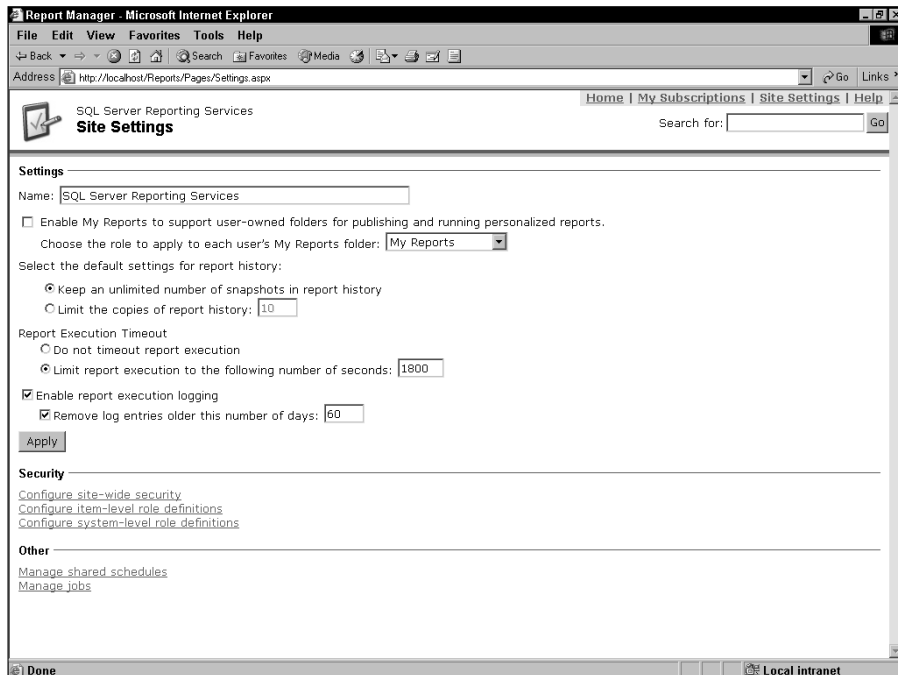 Report Manager - Microsoft Internet Explorer
File Edit View Favorites Tools Help
Back Search Favorites Media
Address http://localhost/Reports/Pages/Settings.aspx Go Links
Home | My Subscriptions | Site Settings | Help
SQL Server Reporting Services
Site Settings
Search for: Go
Settings
Name: SQL Server Reporting Services
Enable My Reports to support user-owned folders for publishing and running personalized reports.
Choose the role to apply to each user's My Reports folder: My Reports
Select the default settings for report history:
Keep an unlimited number of snapshots in report history
Limit the copies of report history: 10
Report Execution Timeout
Do not timeout report execution
Limit report execution to the following number of seconds: 1800
Enable report execution logging
Remove log entries older this number of days: 60
Apply
Security
Configure site-wide security
Configure item-level role definitions
Configure system-level role definitions
Other
Manage shared schedules
Manage jobs
Done Local intranet